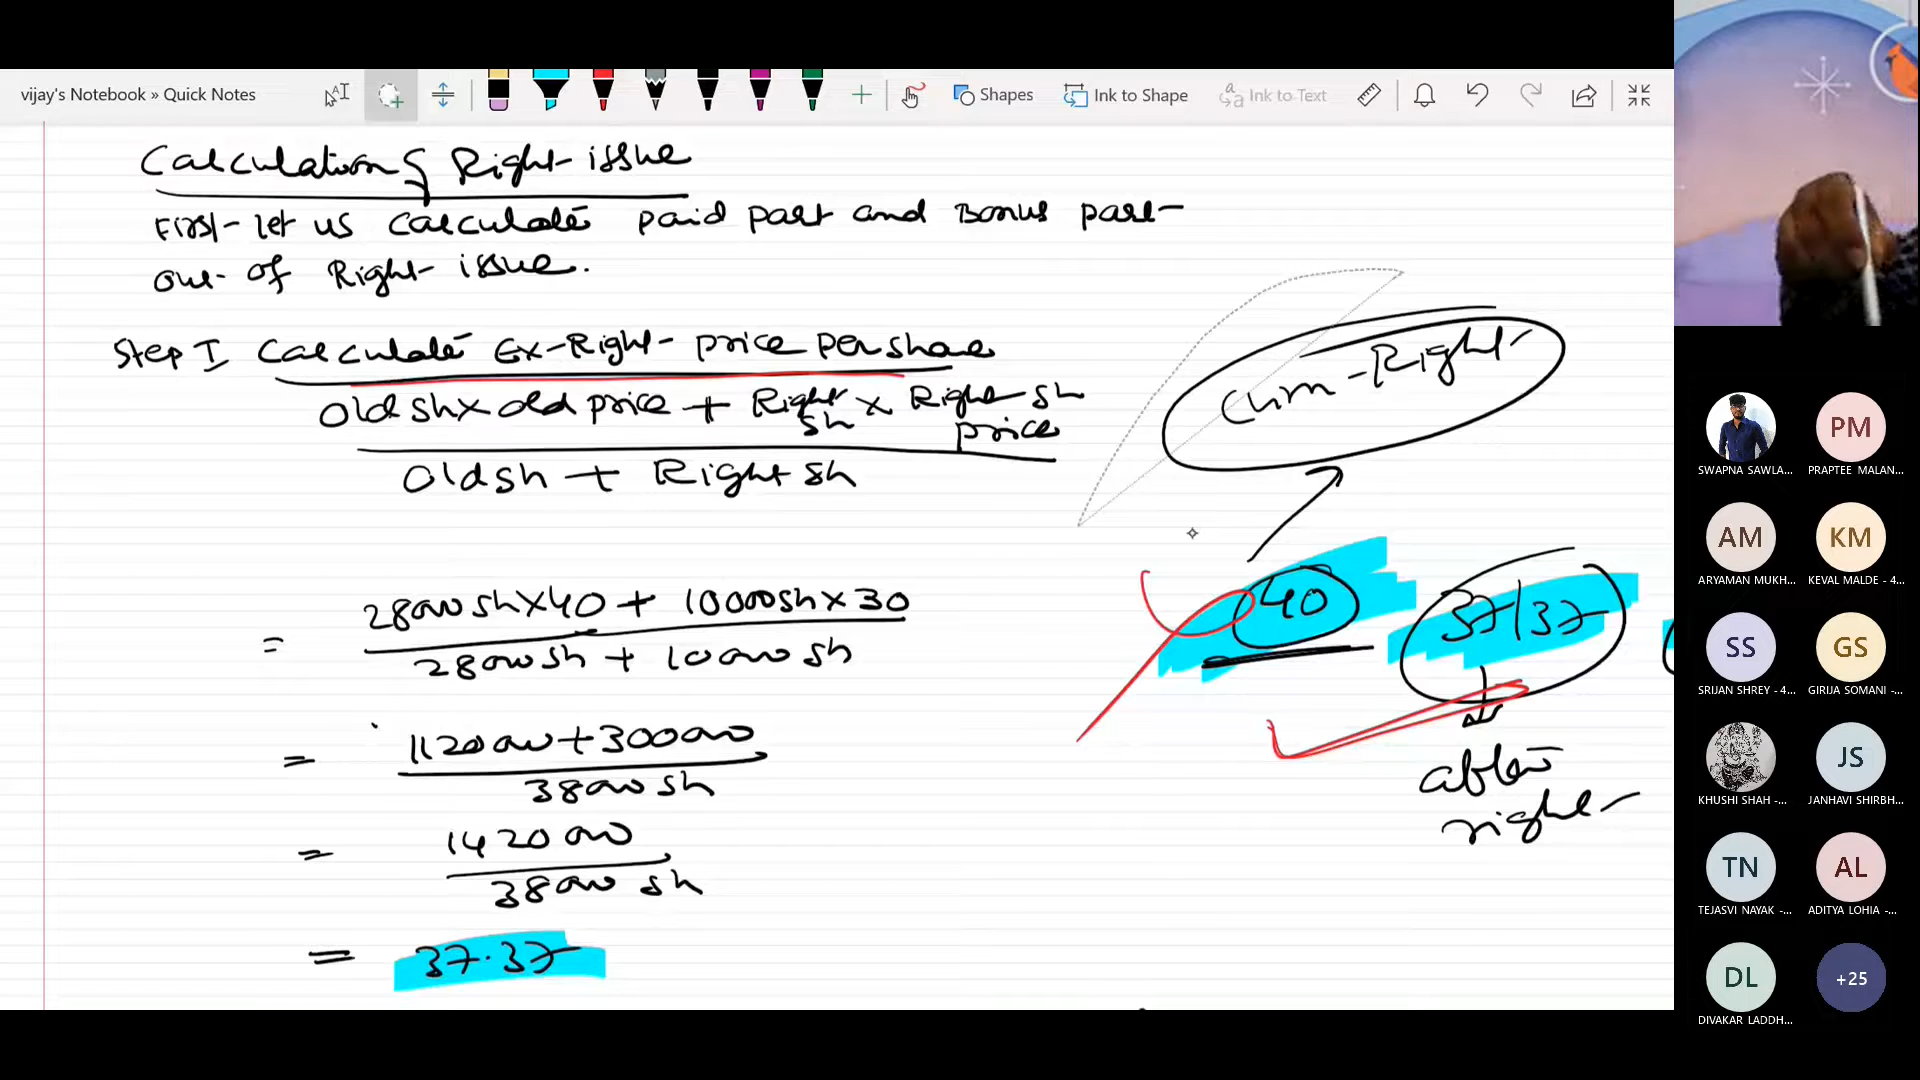 vijay's Notebook » Quick Notes
Shapes
Ink to Shape
Ink to Text
Calculation of Right issue
First let us calculate paid part and Bonus part
out of Right issue.
Step I Calculate Ex-Right price per share
Old sh x old price + Right sh x Right sh price
Old sh + Right sh
= 28000 sh x 40 + 10000 sh x 30
28000 sh + 10000 sh
= 1120000 + 300000
38000 sh
= 1420000
38000 sh
= 37.37
Cum-Right
40
37/37
after
right
SWAPNA SAWLA...
PM
PRAPTEE MALAN...
AM
ARYAMAN MUKH...
KM
KEVAL MALDE - 4...
SS
SRIJAN SHREY - 4...
GS
GIRIJA SOMANI -...
KHUSHI SHAH -...
JS
JANHAVI SHIRBH...
TN
TEJASVI NAYAK -...
AL
ADITYA LOHIA -...
DL
DIVAKAR LADDH...
+25